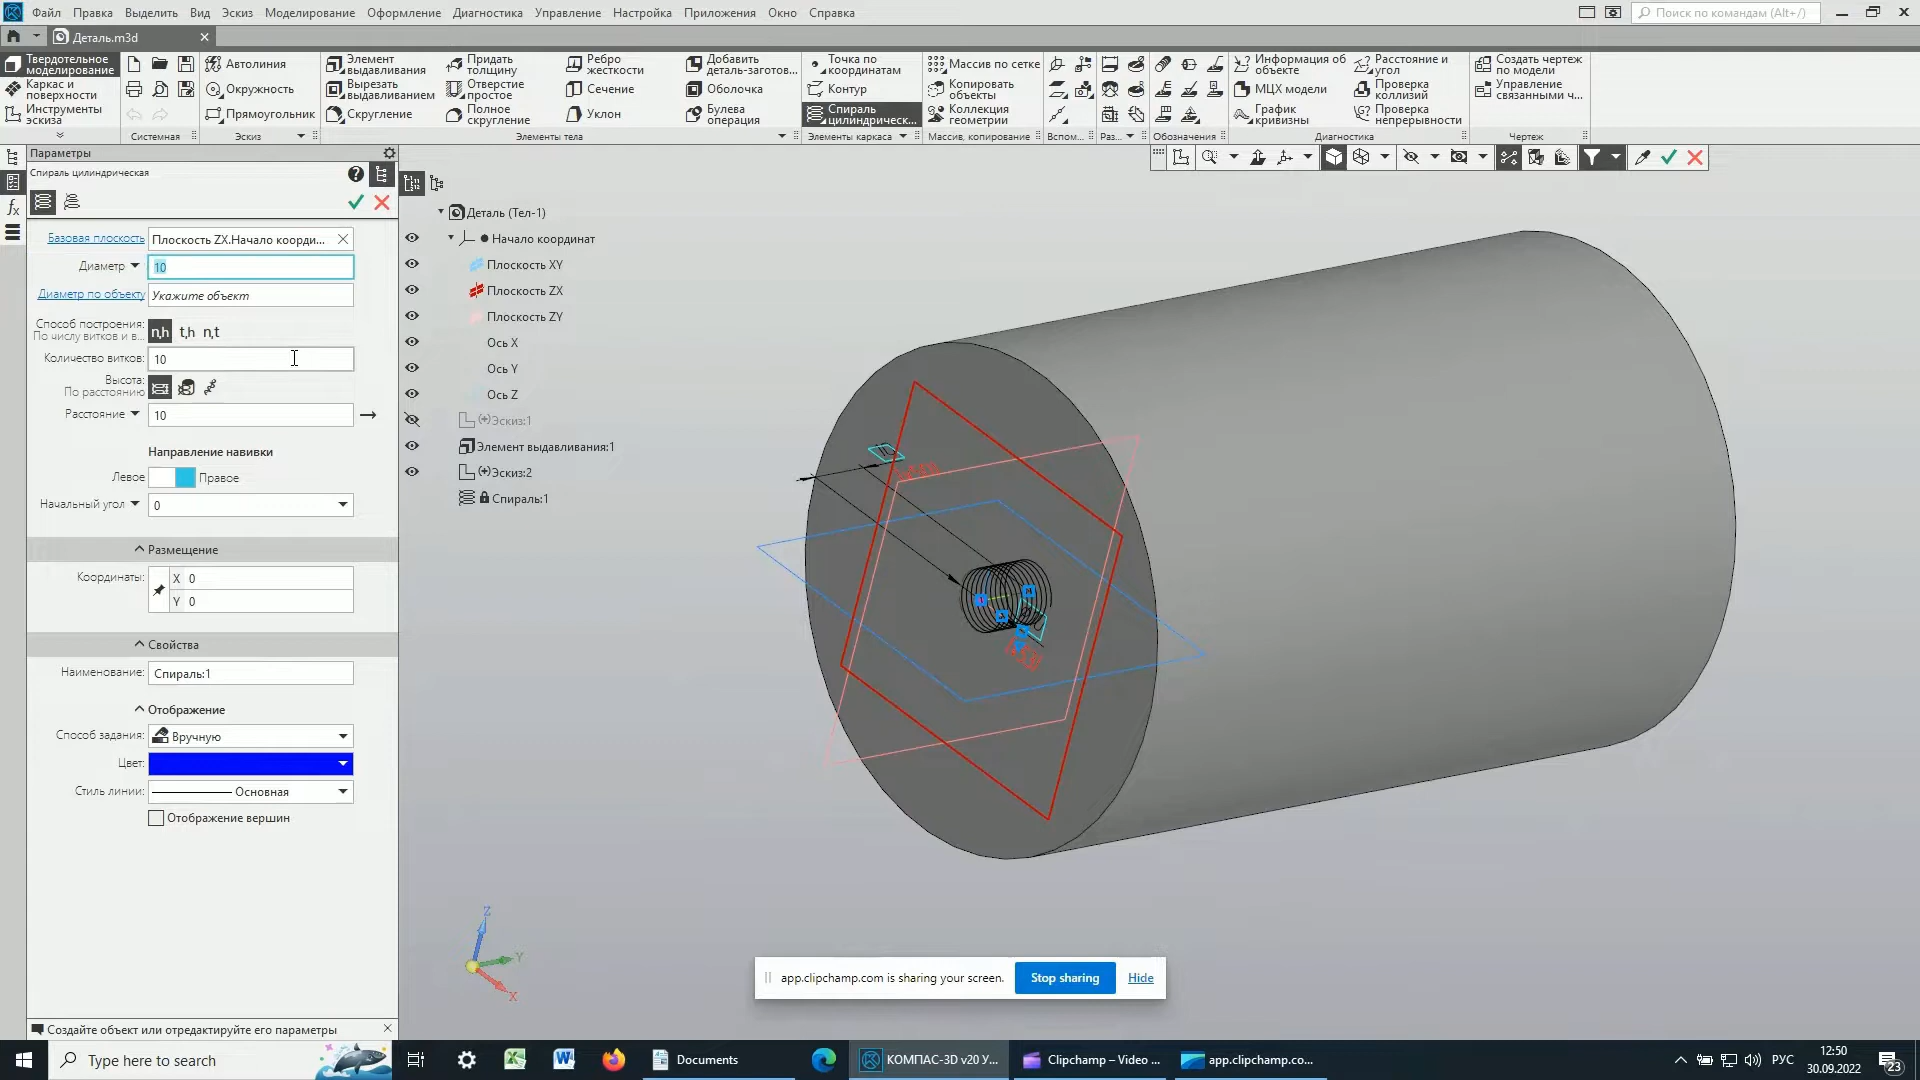 Файл Правка Выделить Вид Эскиз Моделирование Оформление Диагностика Управление Настройка Приложения Окно Справка
Поиск по командам (Alt+/)
Деталь.m3d
Твердотельное моделирование
Каркас и поверхности
Инструменты эскиза
Системная
Автолиния
Окружность
Прямоугольник
Эскиз
Элемент выдавливания
Вырезать выдавливанием
Скругление
Придать толщину
Отверстие простое
Полное скругление
Ребро жесткости
Сечение
Уклон
Добавить деталь-заготов...
Оболочка
Булева операция
Элементы тела
Точка по координатам
Контур
Спираль цилиндрическ...
Элементы каркаса
Массив по сетке
Копировать объекты
Коллекция геометрии
Массив, копирование
Вспом...
Раз...
Обозначения
Информация об объекте
МЦХ модели
График кривизны
Расстояние и угол
Проверка коллизий
Проверка непрерывности
Диагностика
Создать чертеж по модели
Управление связанными ч...
Чертеж
Параметры
Спираль цилиндрическая
Базовая плоскость Плоскость ZX.Начало коорди...
Диаметр 10
Диаметр по объекту Укажите объект
Способ построения: n,h t,h n,t
По числу витков и в...
Количество витков: 10
Высота:
По расстоянию
Расстояние 10
Направление навивки
Левое Правое
Начальный угол 0
Размещение
Координаты: X 0
Y 0
Свойства
Наименование: Спираль:1
Отображение
Способ задания: Вручную
Цвет:
Стиль линии: Основная
Отображение вершин
Создайте объект или отредактируйте его параметры
Деталь (Тел-1)
Начало координат
Плоскость XY
Плоскость ZX
Плоскость ZY
Ось X
Ось Y
Ось Z
(+)Эскиз:1
Элемент выдавливания:1
(+)Эскиз:2
Спираль:1
Z
Y
X
app.clipchamp.com is sharing your screen. Stop sharing Hide
Type here to search
Documents
КОМПАС-3D v20 У...
Clipchamp – Video ...
app.clipchamp.co...
РУС
12:50
30.09.2022
23